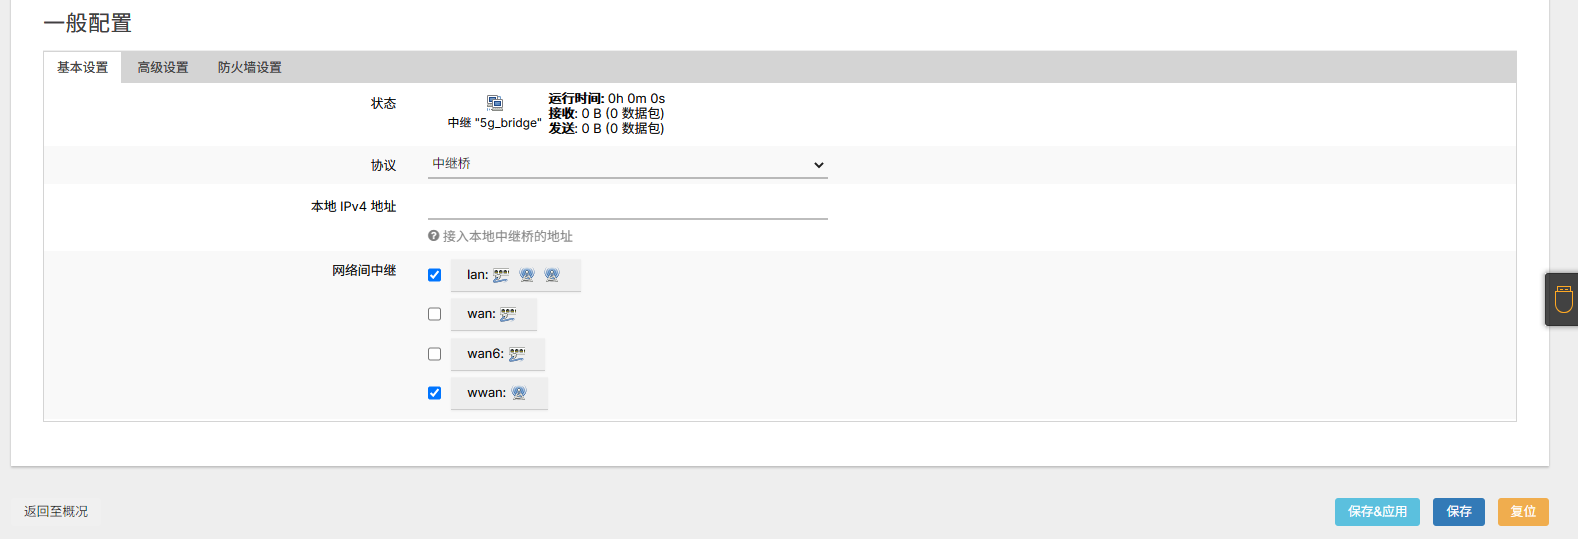 一般配置
基本设置 高级设置 防火墙设置
状态
中继 "5g_bridge"
运行时间: 0h 0m 0s
接收: 0 B (0 数据包)
发送: 0 B (0 数据包)
协议 中继桥
本地 IPv4 地址
接入本地中继桥的地址
网络间中继 lan:
wan:
wan6:
wwan:
返回至概况 保存&应用 保存 复位